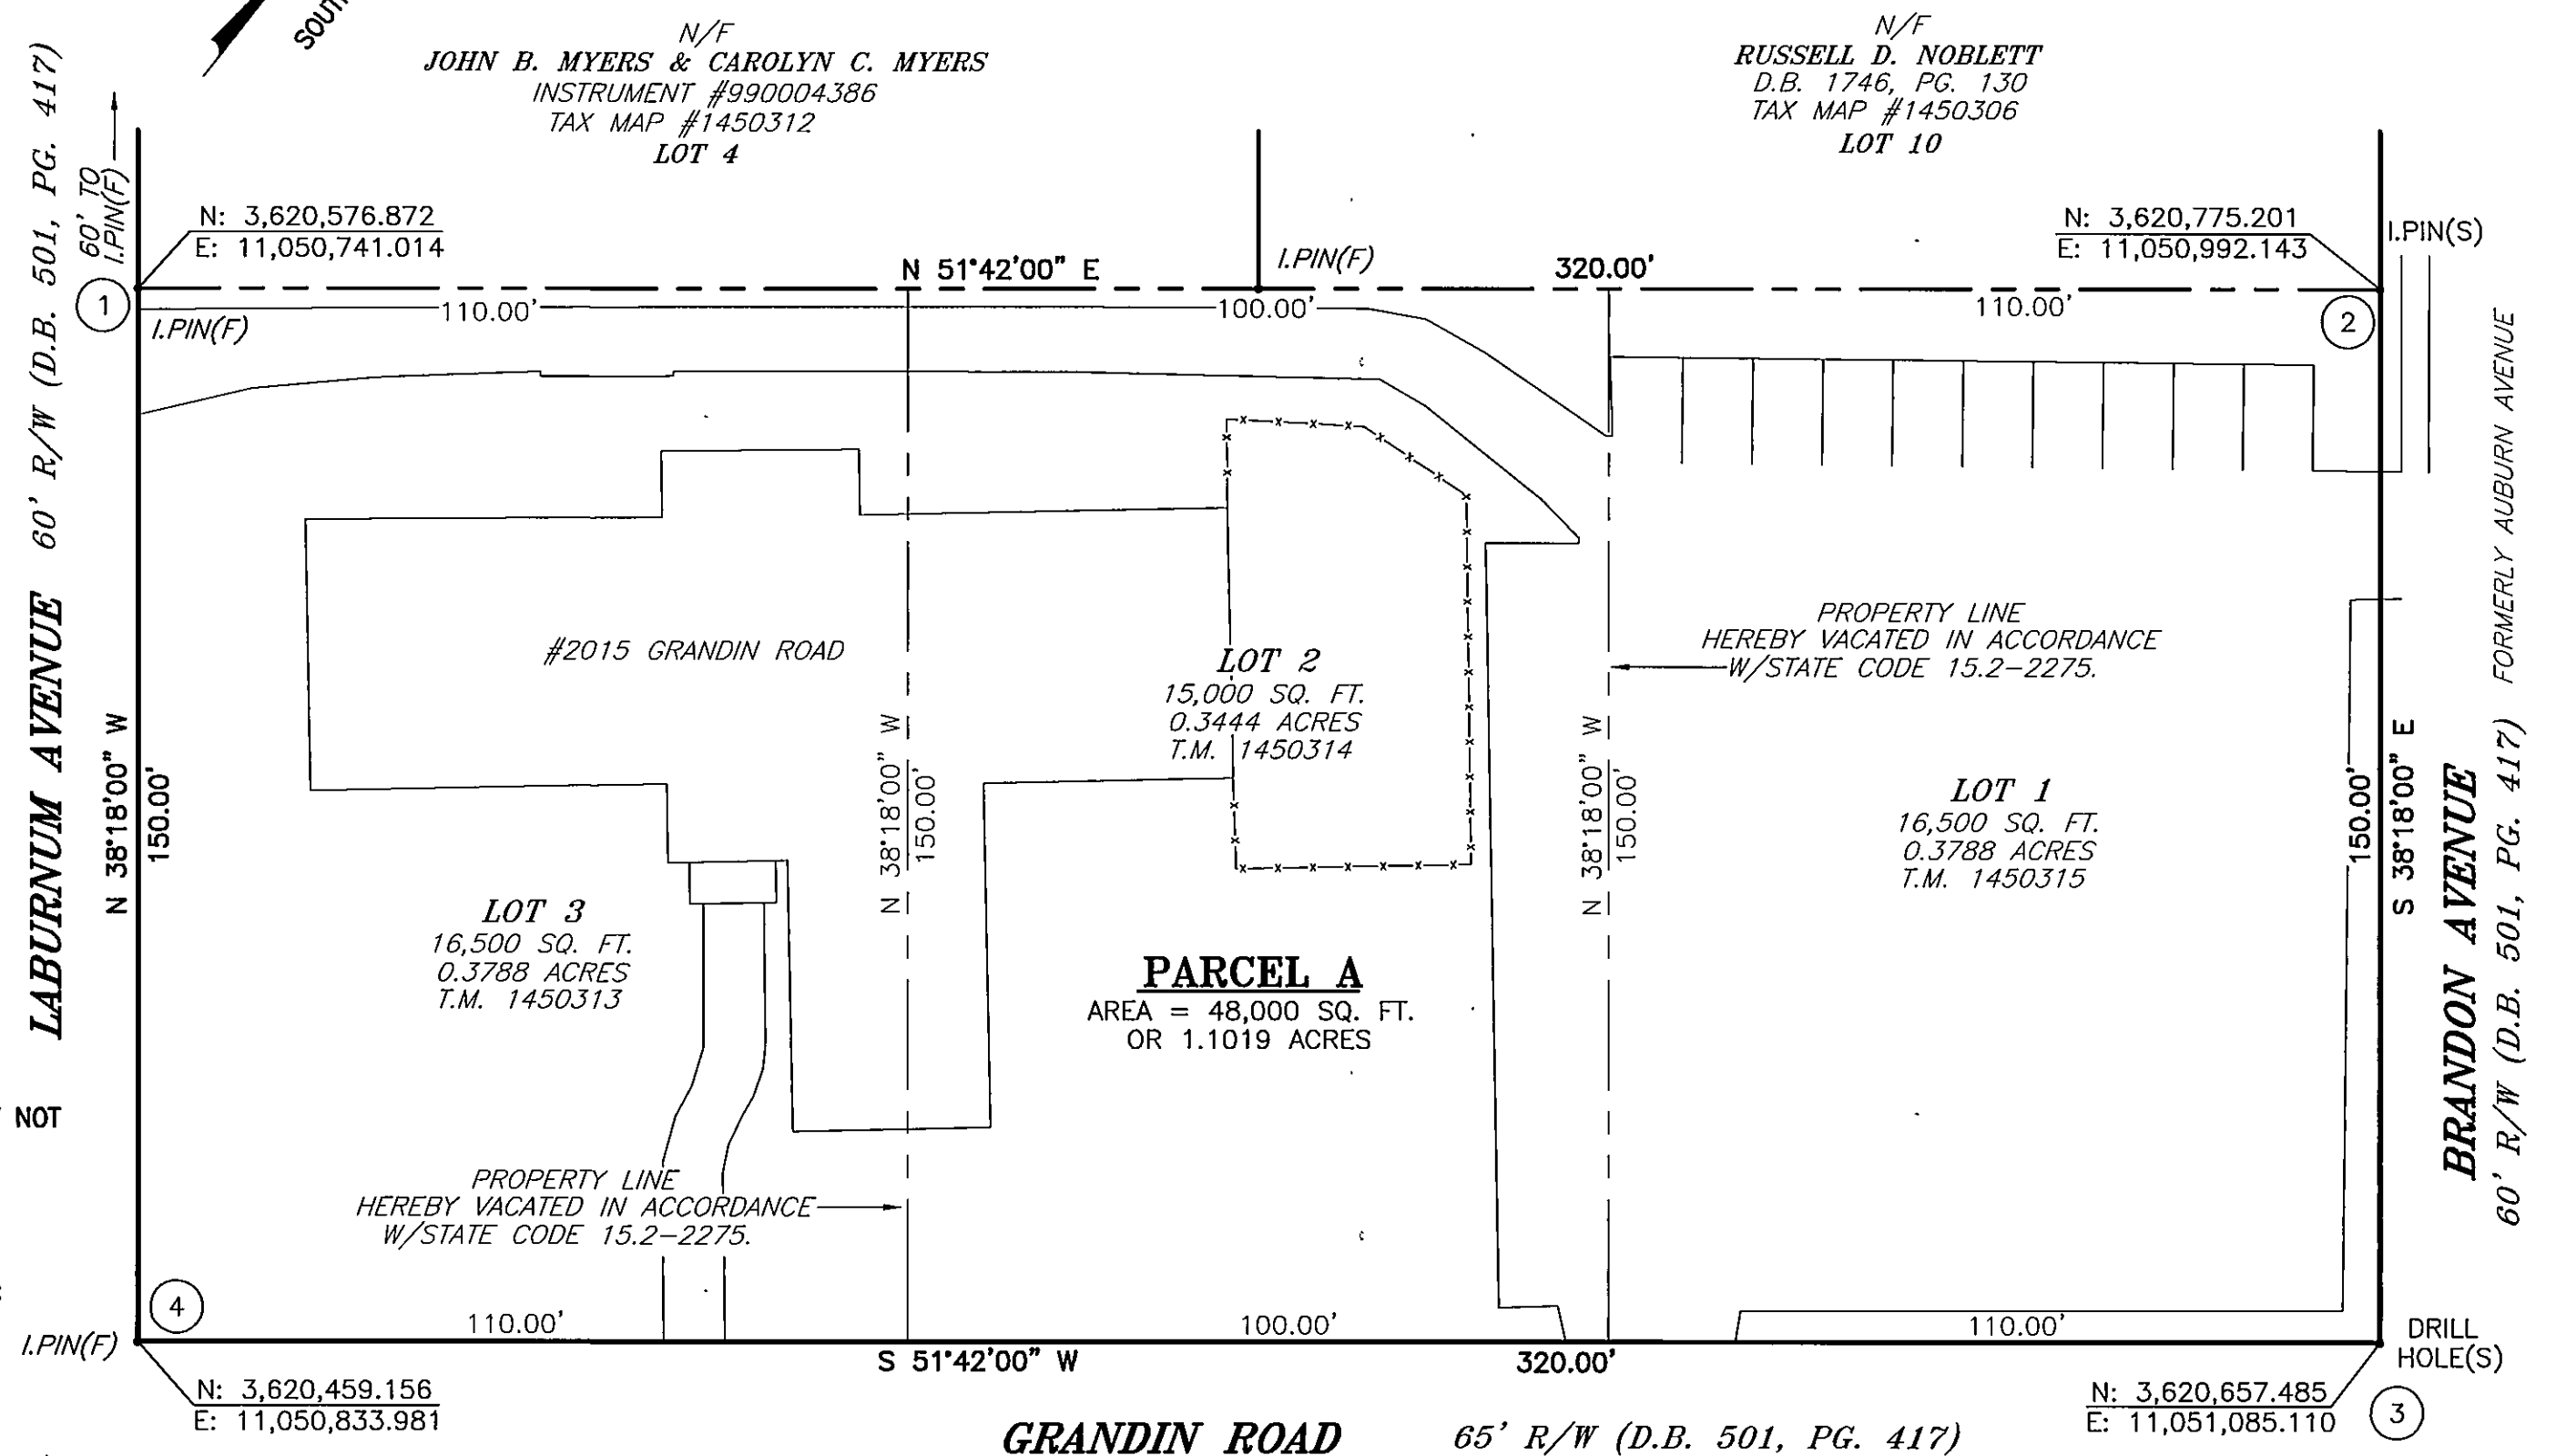 SOUT
N/F
JOHN B. MYERS & CAROLYN C. MYERS
INSTRUMENT #990004386
TAX MAP #1450312
LOT 4
N/F
RUSSELL D. NOBLETT
D.B. 1746, PG. 130
TAX MAP #1450306
LOT 10
60' TO
I.PIN(F)
N: 3,620,576.872
E: 11,050,741.014
N: 3,620,775.201
E: 11,050,992.143
I.PIN(S)
N 51°42'00" E
I.PIN(F)
320.00'
1
I.PIN(F)
110.00'
100.00'
110.00'
2
LABURNUM AVENUE 60' R/W (D.B. 501, PG. 417)
N 38°18'00" W
150.00'
#2015 GRANDIN ROAD
N 38°18'00" W
150.00'
LOT 2
15,000 SQ. FT.
0.3444 ACRES
T.M. 1450314
PROPERTY LINE
HEREBY VACATED IN ACCORDANCE
W/STATE CODE 15.2-2275.
N 38°18'00" W
150.00'
LOT 1
16,500 SQ. FT.
0.3788 ACRES
T.M. 1450315
150.00'
S 38°18'00" E
BRANDON AVENUE
60' R/W (D.B. 501, PG. 417) FORMERLY AUBURN AVENUE
LOT 3
16,500 SQ. FT.
0.3788 ACRES
T.M. 1450313
PARCEL A
AREA = 48,000 SQ. FT.
OR 1.1019 ACRES
NOT
PROPERTY LINE
HEREBY VACATED IN ACCORDANCE
W/STATE CODE 15.2-2275.
4
I.PIN(F)
110.00'
100.00'
110.00'
DRILL
HOLE(S)
S 51°42'00" W
320.00'
N: 3,620,459.156
E: 11,050,833.981
N: 3,620,657.485
E: 11,051,085.110
3
GRANDIN ROAD 65' R/W (D.B. 501, PG. 417)